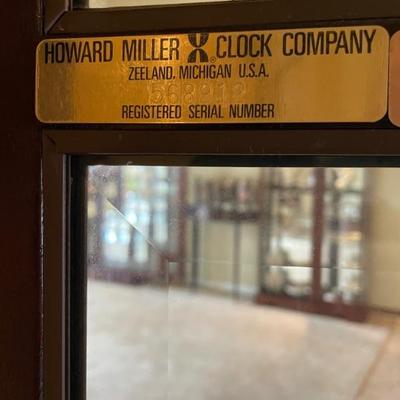 HOWARD MILLER CLOCK COMPANY
ZEELAND, MICHIGAN U.S.A.
REGISTERED SERIAL NUMBER